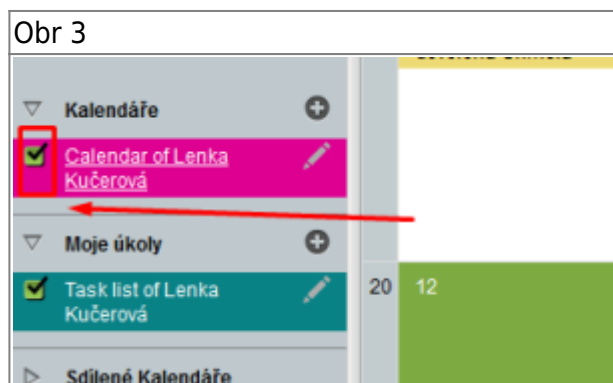 Obr 3
Kalendáře
Calendar of Lenka
Kučerová
Moje úkoly
Task list of Lenka
Kučerová
20 12
Sdílené Kalendáře